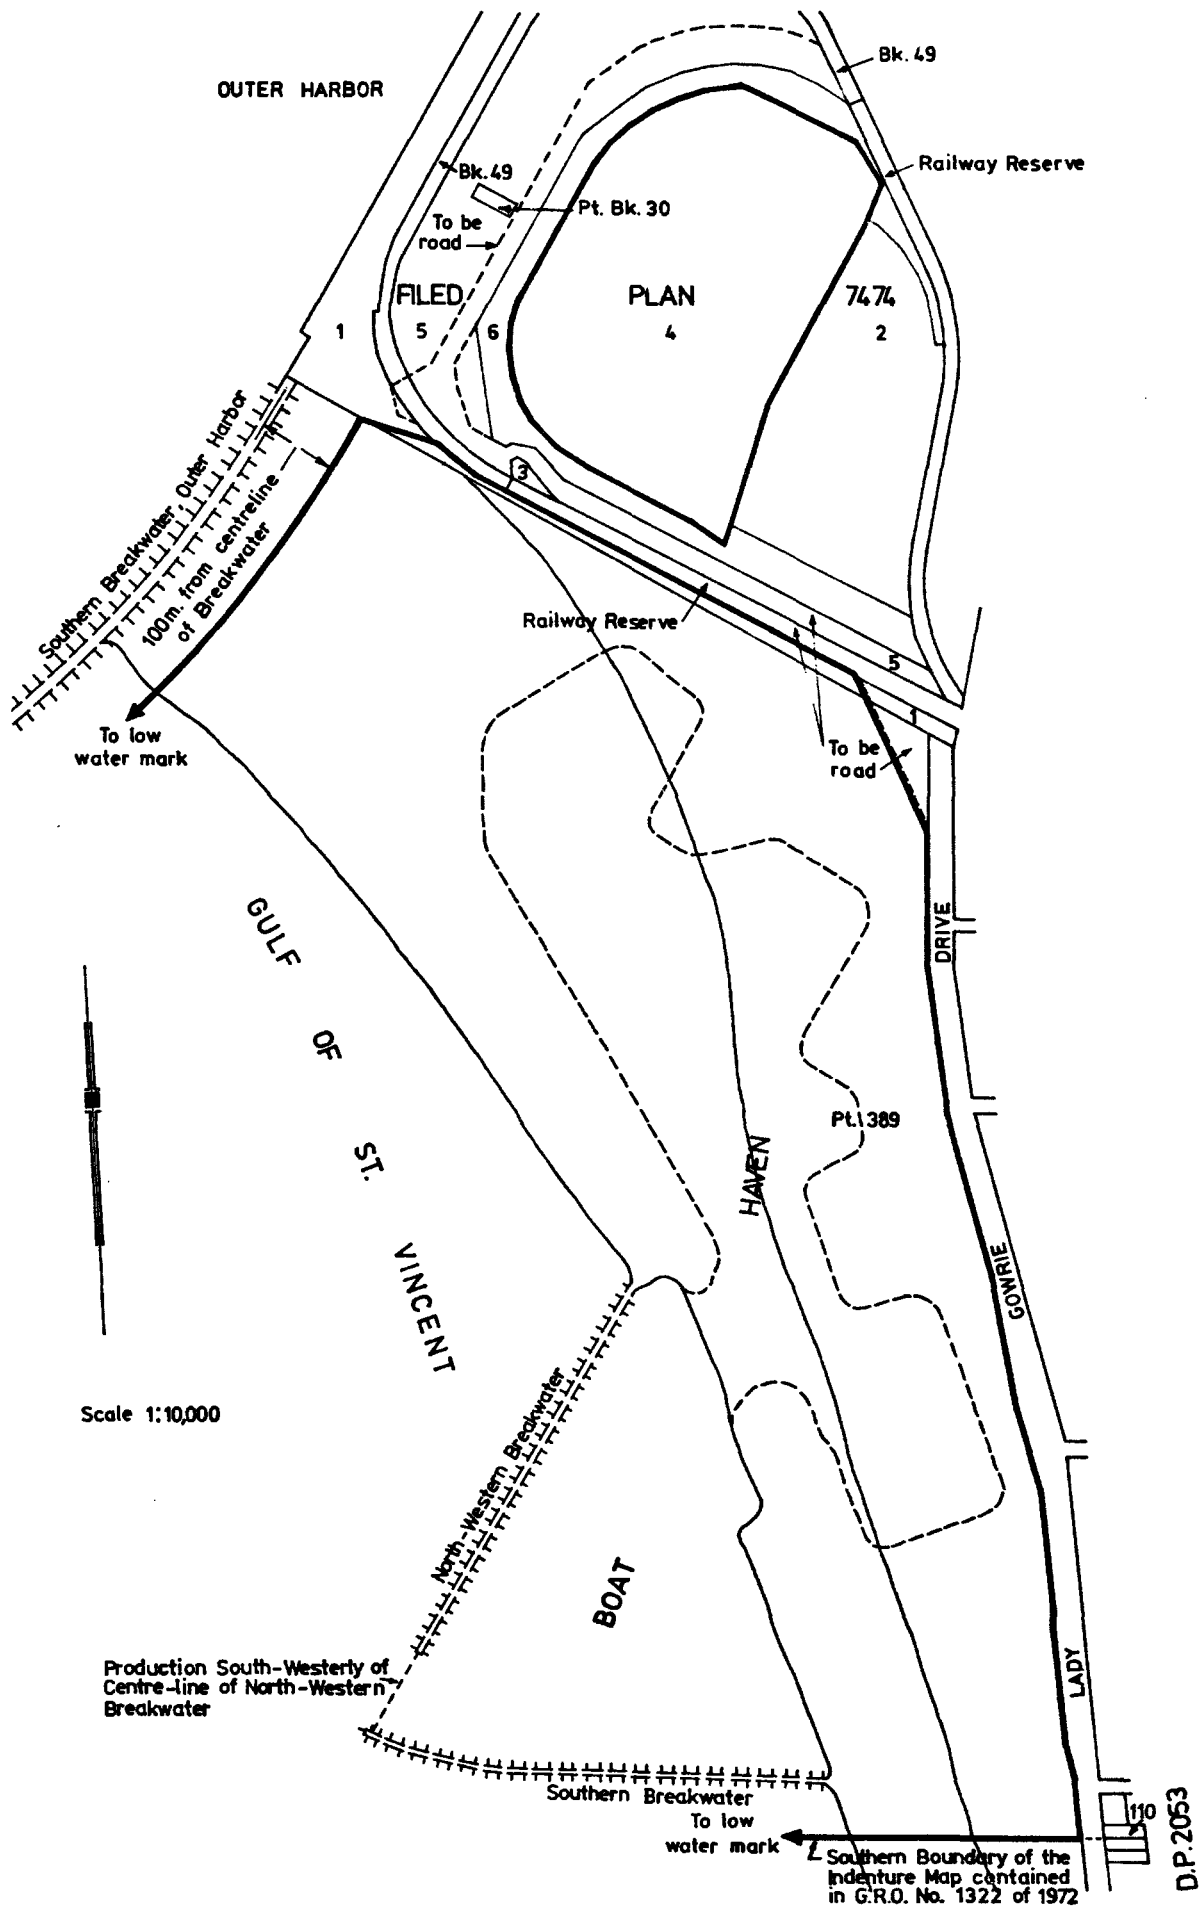 OUTER HARBOR
Bk. 49
Railway Reserve
Bk. 49
Pt. Bk. 30
To be
road
FILED PLAN 7474
1
5
6
4
2
3
Southern Breakwater, Outer Harbor
100m. from centreline
of Breakwater
Railway Reserve
5
1
To low
water mark
To be
road
GULF OF ST. VINCENT
DRIVE
Pt. 389
HAVEN
GOWRIE
Scale 1:10,000
North-Western Breakwater
BOAT
LADY
Production South-Westerly of
Centre-line of North-Western
Breakwater
Southern Breakwater
To low
water mark
110
D.P. 2053
Southern Boundary of the
Indenture Map contained
in G.R.O. No. 1322 of 1972